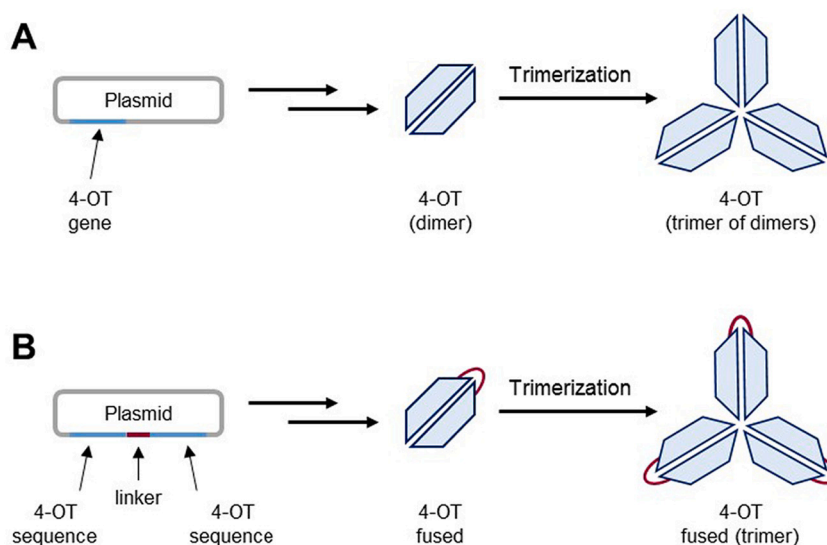 A
Plasmid
4-OT
gene
4-OT
(dimer)
Trimerization
4-OT
(trimer of dimers)
B
Plasmid
4-OT
sequence
linker
4-OT
sequence
4-OT
fused
Trimerization
4-OT
fused (trimer)